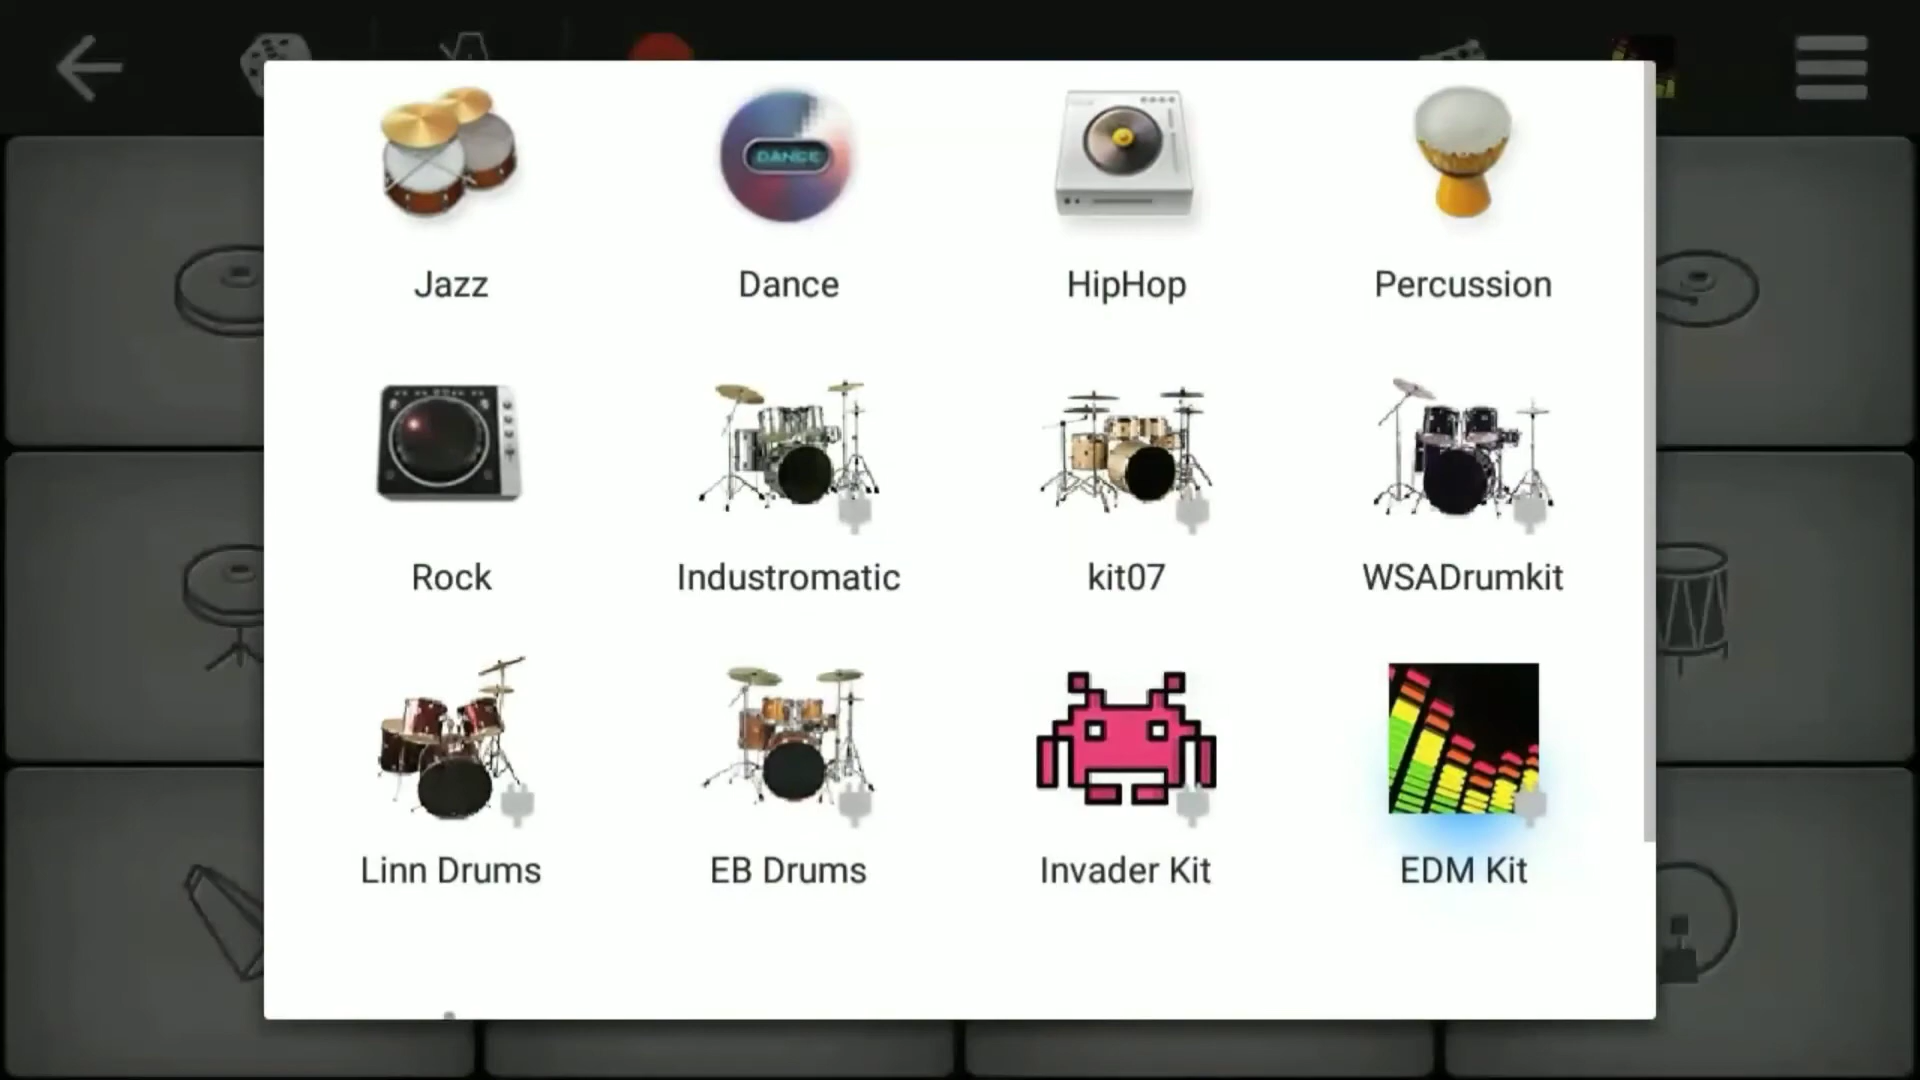 DANCE
Jazz
Dance
HipHop
Percussion
Rock
Industromatic
kit07
WSADrumkit
Linn Drums
EB Drums
Invader Kit
EDM Kit